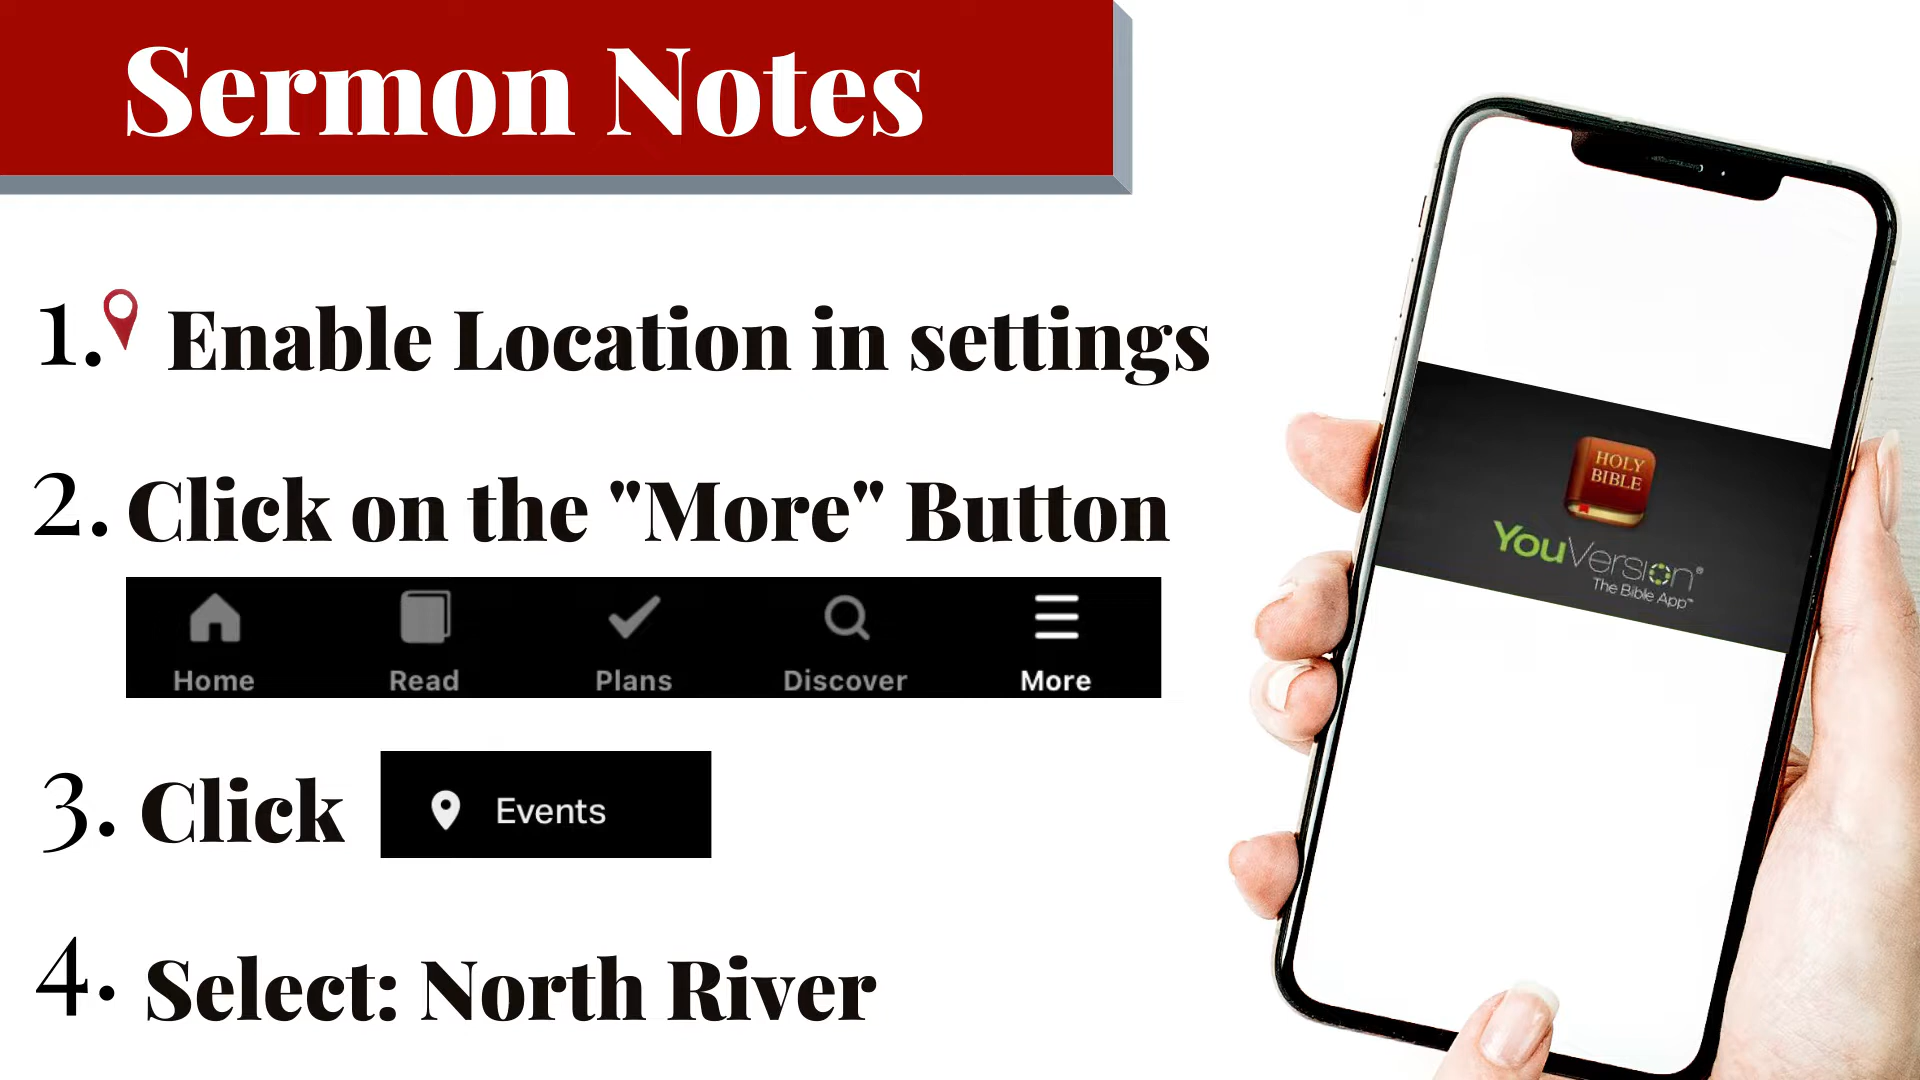 Sermon Notes
1. Enable Location in settings
2. Click on the "More" Button
Home Read Plans Discover More
3. Click Events
4. Select: North River
HOLY
BIBLE
YouVersion®
The Bible App™